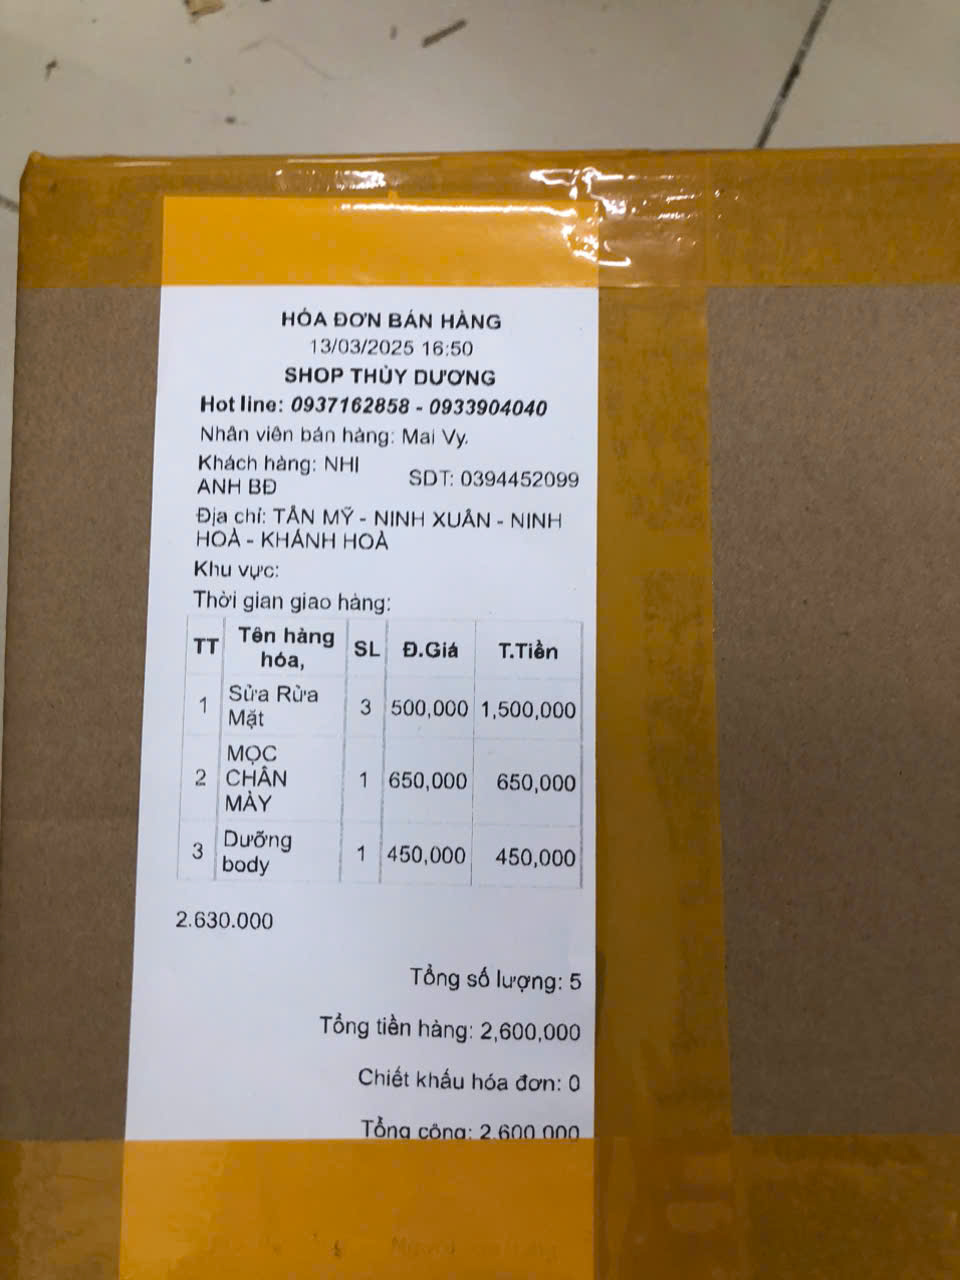 HÓA ĐƠN BÁN HÀNG
13/03/2025 16:50
SHOP THÙY DƯƠNG
Hot line: 0937162858 - 0933904040
Nhân viên bán hàng: Mai Vy.
Khách hàng: NHI
ANH BĐ
SDT: 0394452099
Địa chỉ: TÂN MỸ - NINH XUÂN - NINH
HOÀ - KHÁNH HOÀ
Khu vực:
Thời gian giao hàng:
TT Tên hàng hóa, SL Đ.Giá T.Tiền
1 Sửa Rửa Mặt 3 500,000 1,500,000
2 MỌC CHÂN MÀY 1 650,000 650,000
3 Dưỡng body 1 450,000 450,000
2.630.000
Tổng số lượng: 5
Tổng tiền hàng: 2,600,000
Chiết khấu hóa đơn: 0
Tổng cộng: 2,600,000